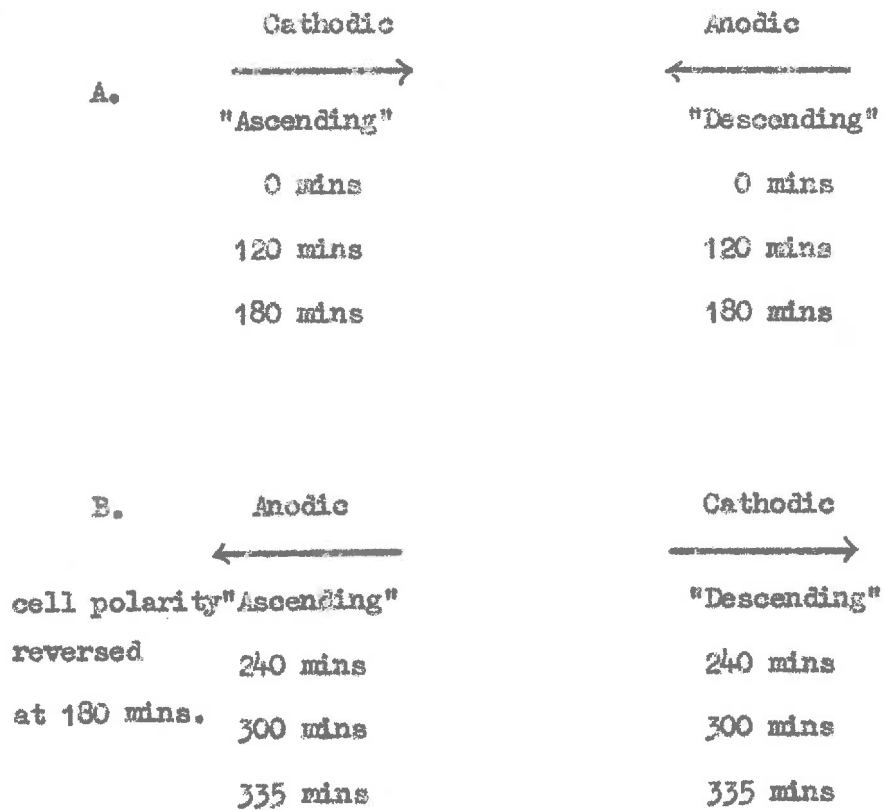 Cathodic Anodic
A.
"Ascending" "Descending"
0 mins 0 mins
120 mins 120 mins
180 mins 180 mins
B. Anodic Cathodic
cell polarity "Ascending" "Descending"
reversed
240 mins 240 mins
at 180 mins.
300 mins 300 mins
335 mins 335 mins